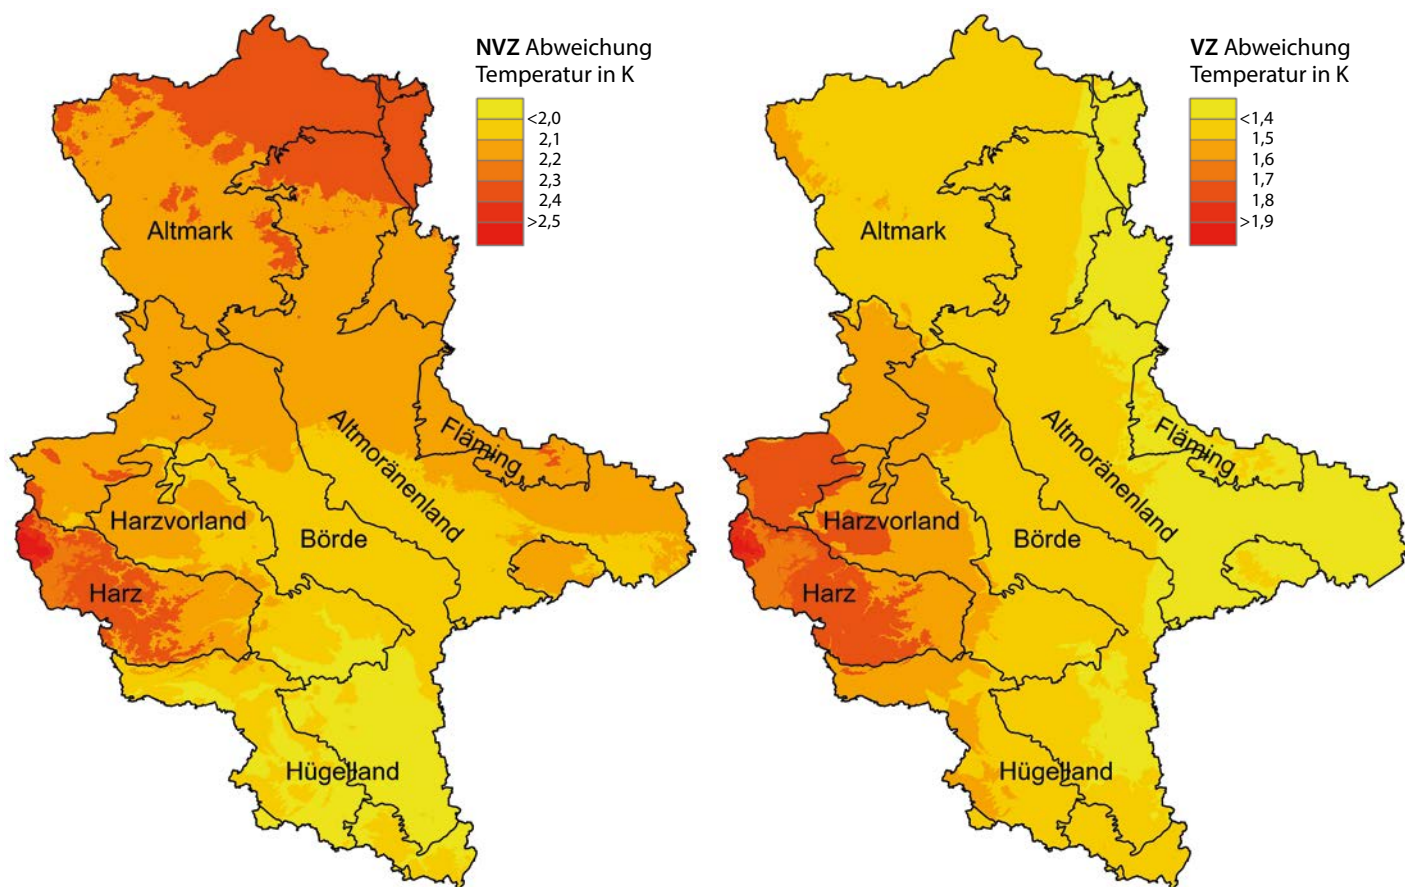 NVZ Abweichung
Temperatur in K
<2,0
2,1
2,2
2,3
2,4
>2,5
Altmark
Altmoränenland
Fläming
Harzvorland
Börde
Harz
Hügelland
VZ Abweichung
Temperatur in K
<1,4
1,5
1,6
1,7
1,8
>1,9
Altmark
Altmoränenland
Fläming
Harzvorland
Börde
Harz
Hügelland